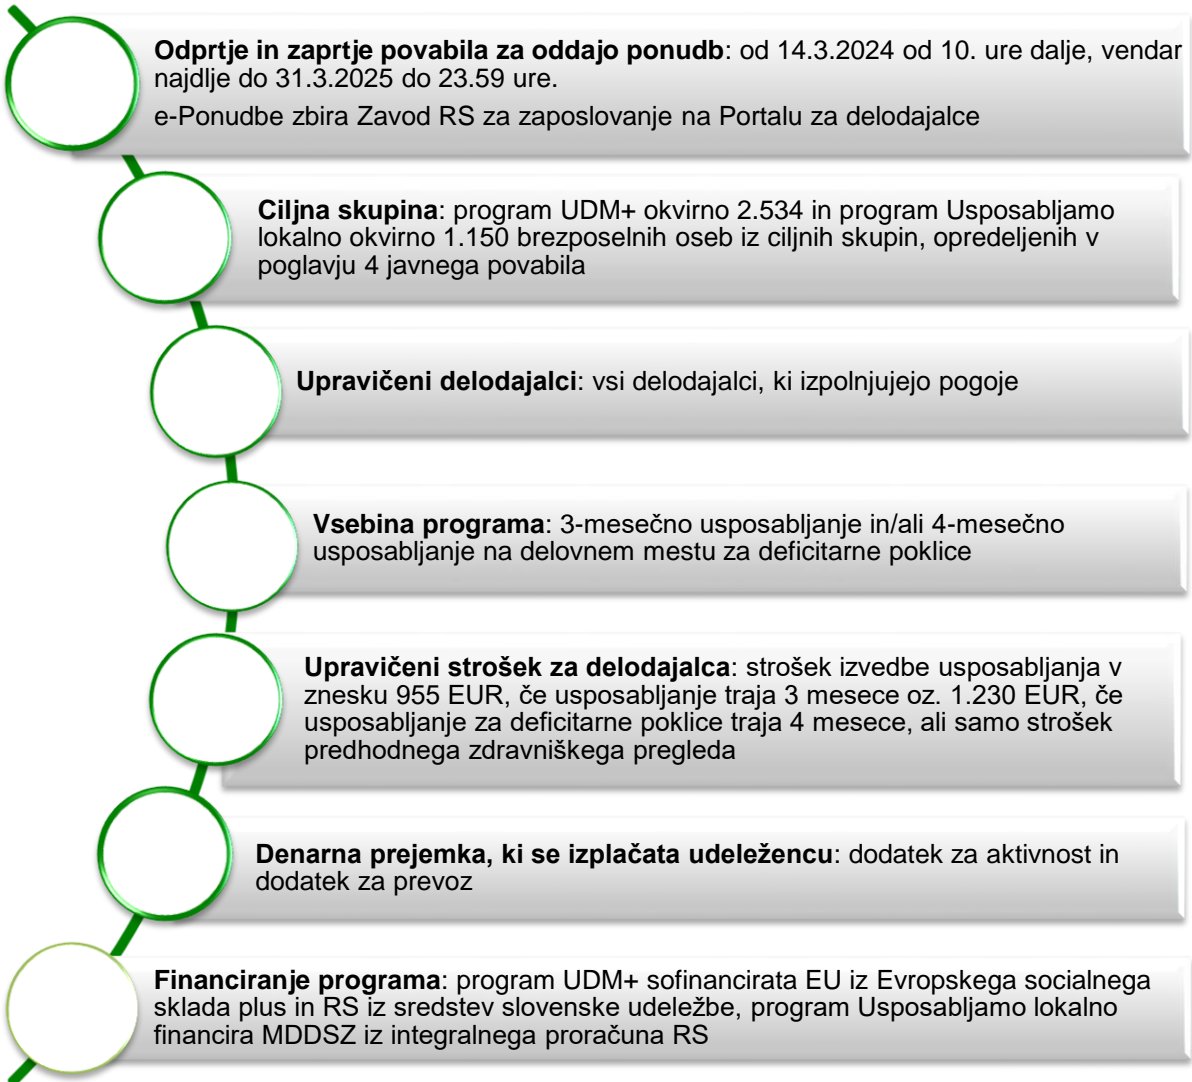 Odprtje in zaprtje povabila za oddajo ponudb: od 14.3.2024 od 10. ure dalje, vendar
najdlje do 31.3.2025 do 23.59 ure.
e-Ponudbe zbira Zavod RS za zaposlovanje na Portalu za delodajalce
Ciljna skupina: program UDM+ okvirno 2.534 in program Usposabljamo
lokalno okvirno 1.150 brezposelnih oseb iz ciljnih skupin, opredeljenih v
poglavju 4 javnega povabila
Upravičeni delodajalci: vsi delodajalci, ki izpolnjujejo pogoje
Vsebina programa: 3-mesečno usposabljanje in/ali 4-mesečno
usposabljanje na delovnem mestu za deficitarne poklice
Upravičeni strošek za delodajalca: strošek izvedbe usposabljanja v
znesku 955 EUR, če usposabljanje traja 3 mesece oz. 1.230 EUR, če
usposabljanje za deficitarne poklice traja 4 mesece, ali samo strošek
predhodnega zdravniškega pregleda
Denarna prejemka, ki se izplačata udeležencu: dodatek za aktivnost in
dodatek za prevoz
Financiranje programa: program UDM+ sofinancirata EU iz Evropskega socialnega
sklada plus in RS iz sredstev slovenske udeležbe, program Usposabljamo lokalno
financira MDDSZ iz integralnega proračuna RS